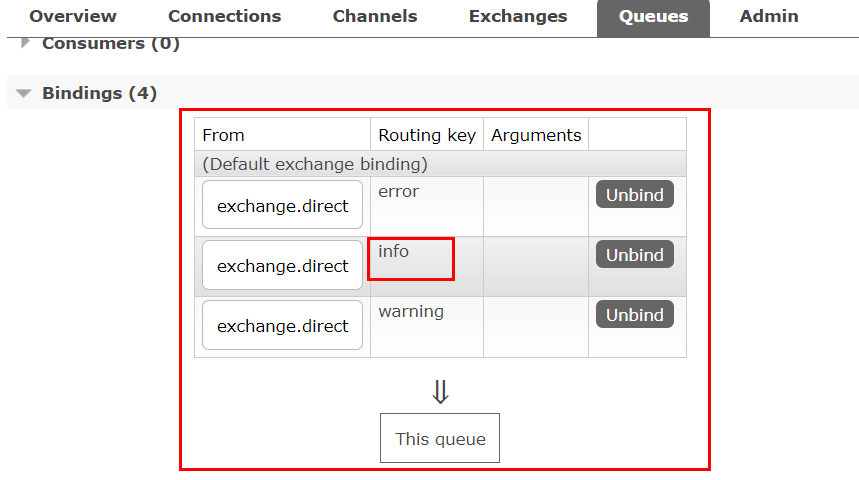 Overview Connections Channels Exchanges Queues Admin
Consumers (0)
Bindings (4)
From Routing key Arguments
(Default exchange binding)
exchange.direct error Unbind
exchange.direct info Unbind
exchange.direct warning Unbind
⇓
This queue